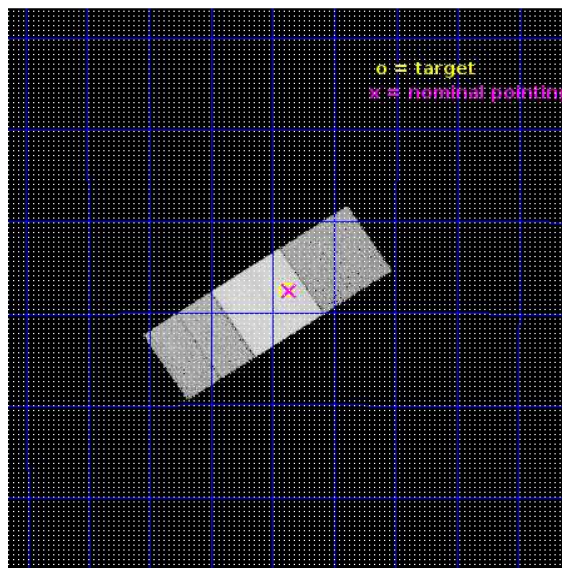 o = target
x = nominal pointing